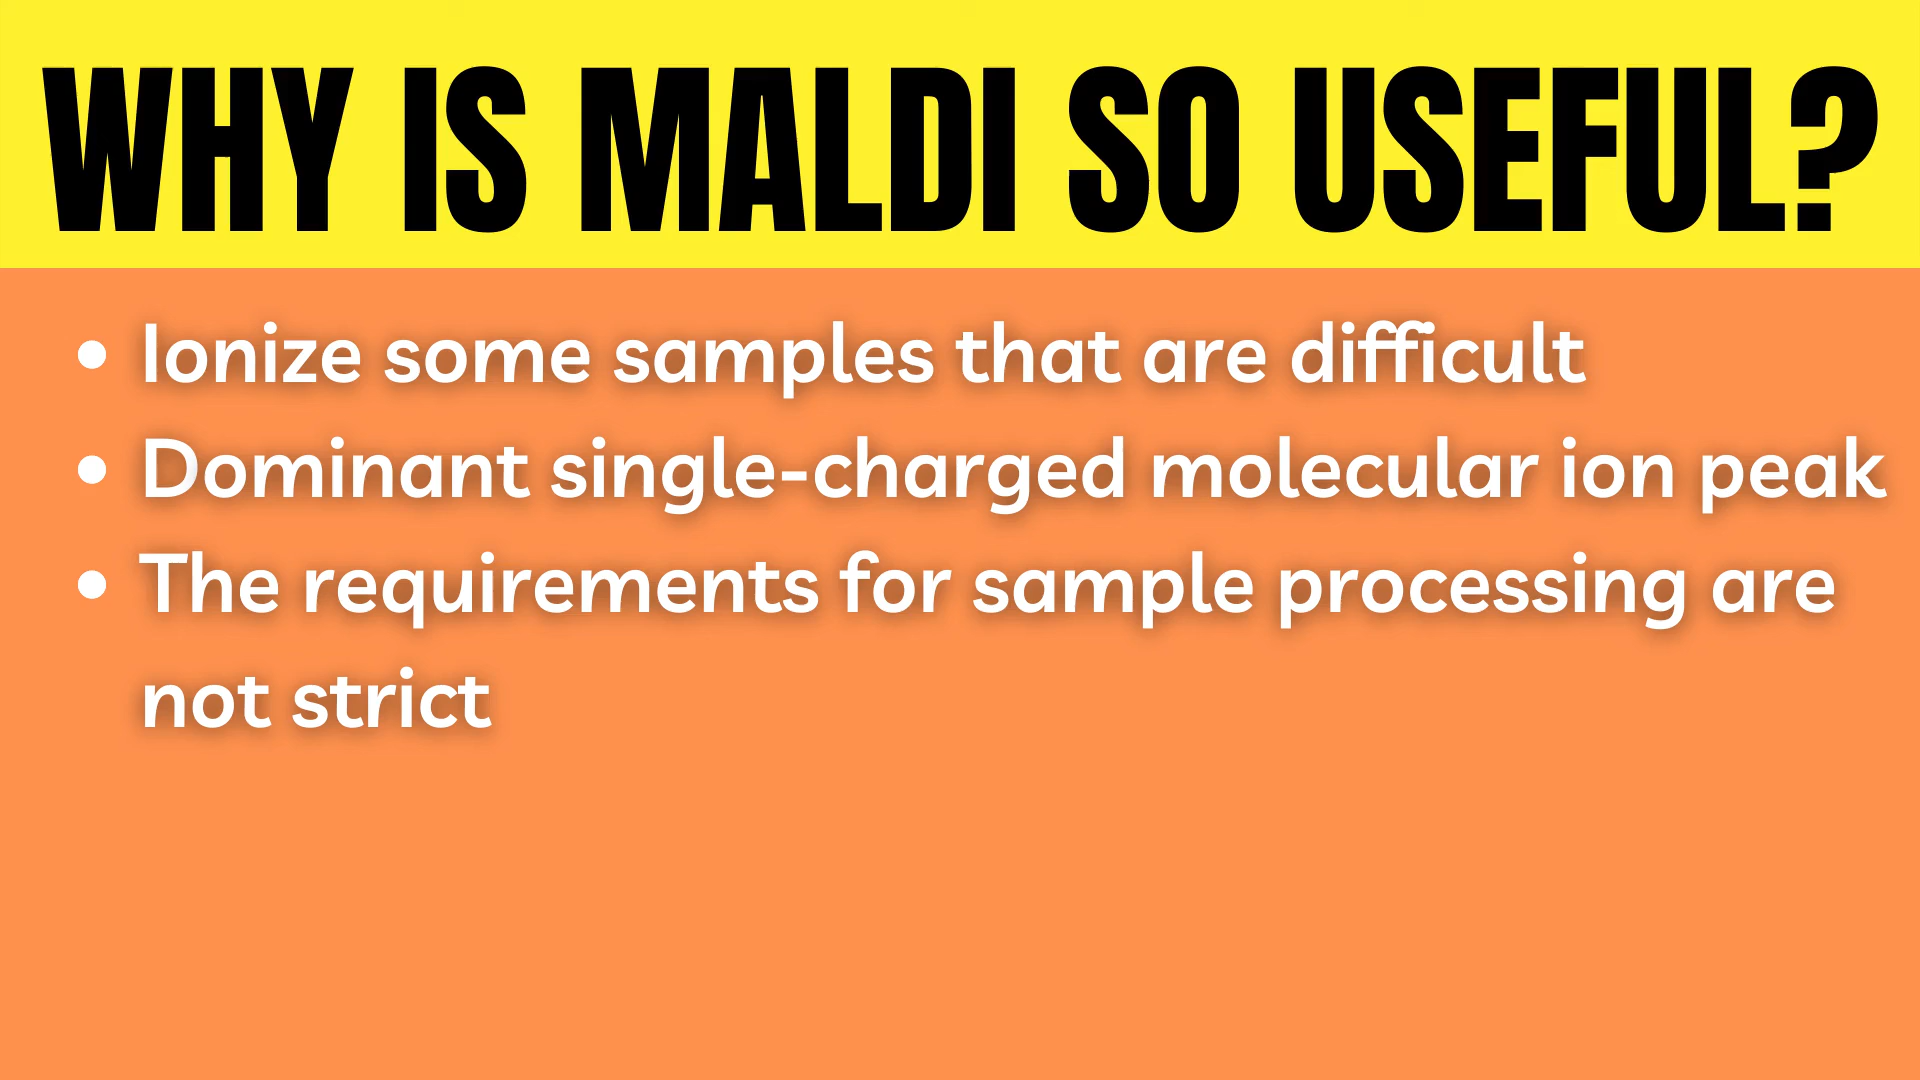 WHY IS MALDI SO USEFUL?
• Ionize some samples that are difficult
• Dominant single-charged molecular ion peak
• The requirements for sample processing are
not strict